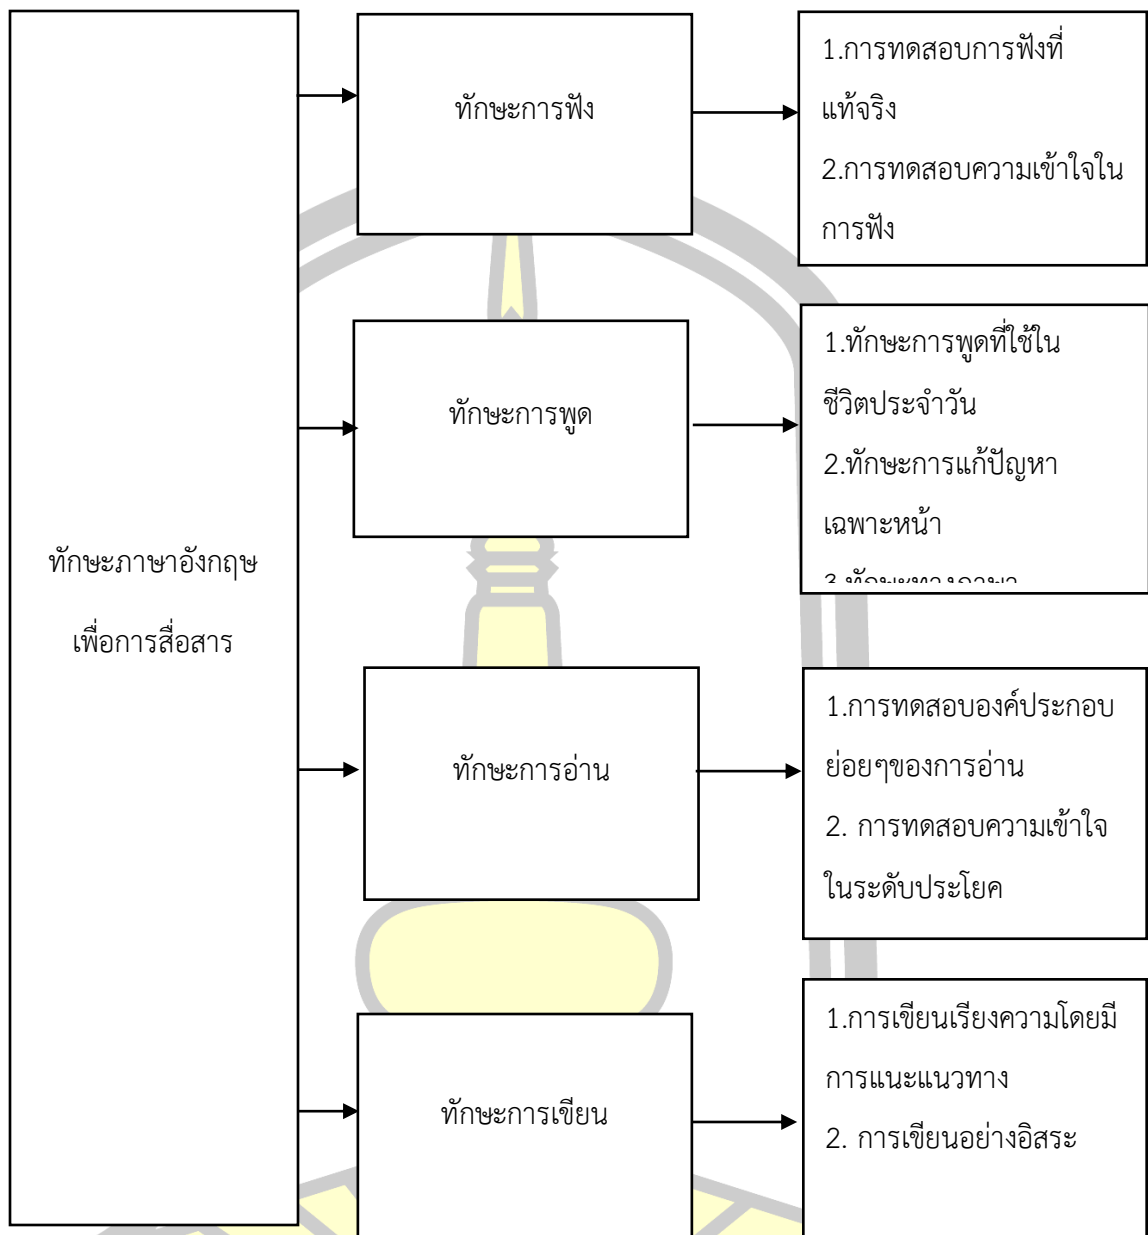 ทักษะภาษาอังกฤษ
เพื่อการสื่อสาร
ทักษะการฟัง
1.การทดสอบการฟังที่
แท้จริง
2.การทดสอบความเข้าใจใน
การฟัง
ทักษะการพูด
1.ทักษะการพูดที่ใช้ใน
ชีวิตประจำวัน
2.ทักษะการแก้ปัญหา
เฉพาะหน้า
3.ทักษะทางภาษา
ทักษะการอ่าน
1.การทดสอบองค์ประกอบ
ย่อยๆของการอ่าน
2. การทดสอบความเข้าใจ
ในระดับประโยค
ทักษะการเขียน
1.การเขียนเรียงความโดยมี
การแนะแนวทาง
2. การเขียนอย่างอิสระ